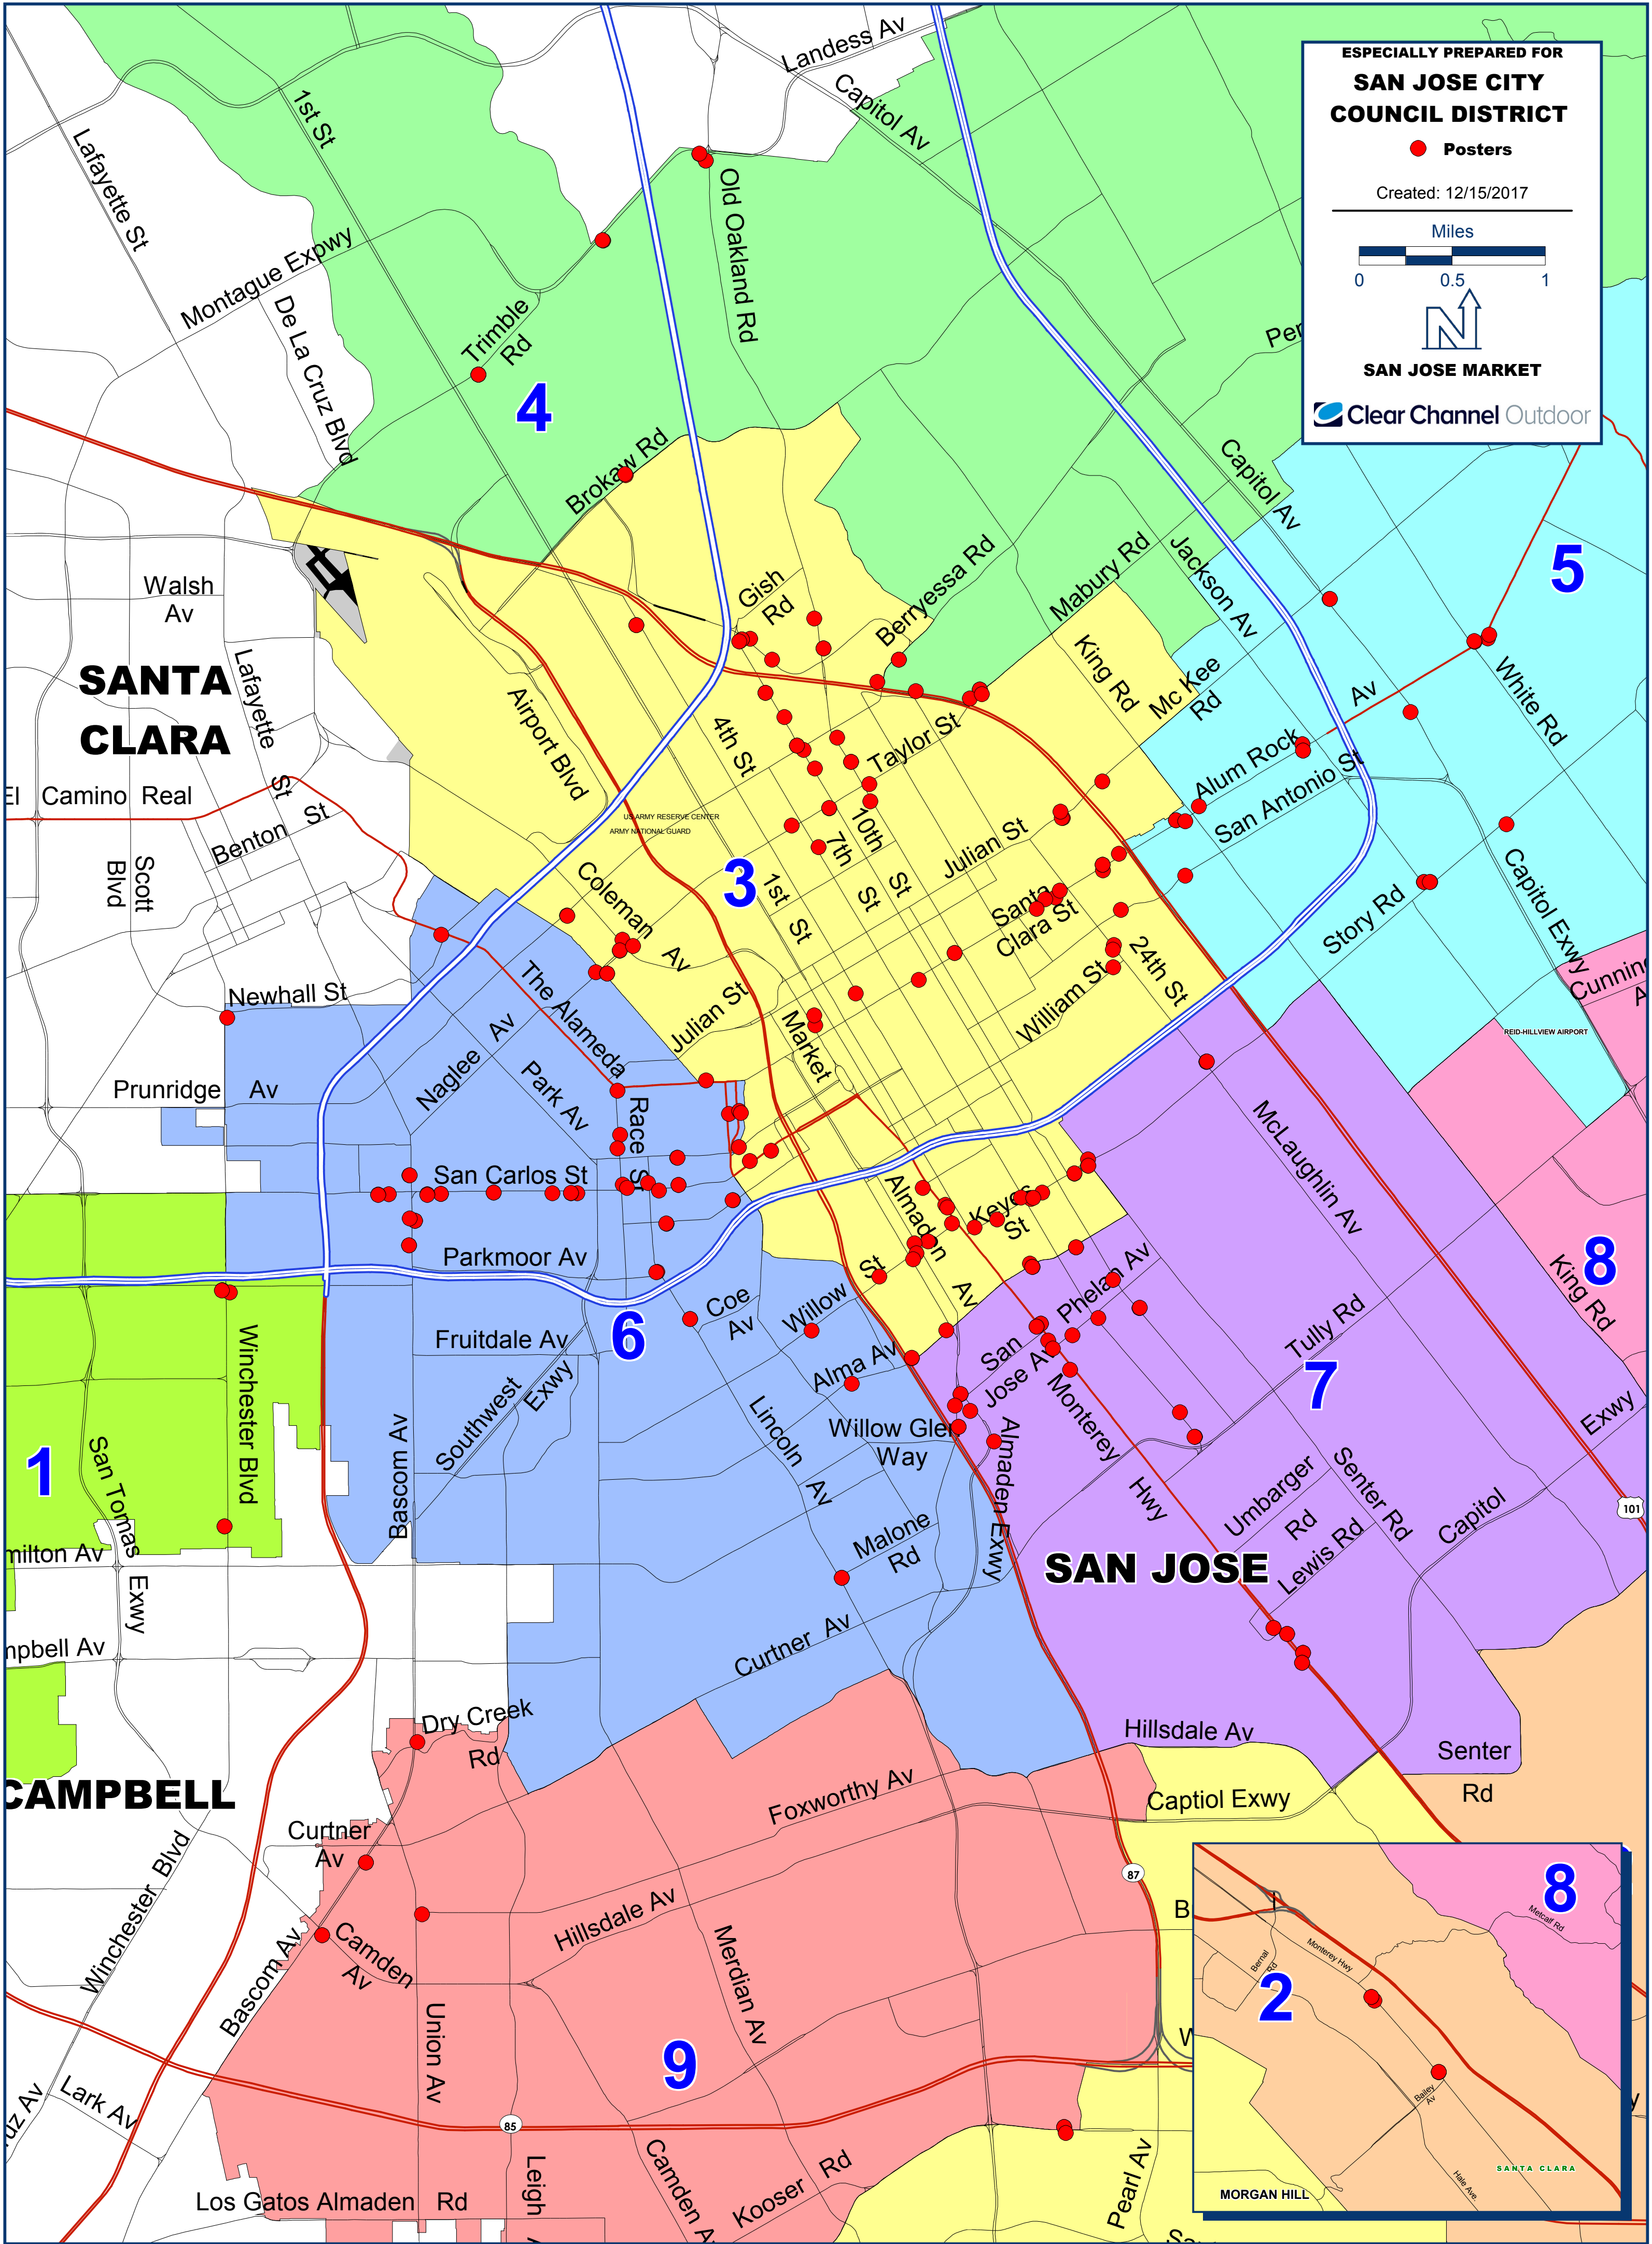 ESPECIALLY PREPARED FOR
SAN JOSE CITY
COUNCIL DISTRICT
Posters
Created: 12/15/2017
Miles
0 0.5 1
N
SAN JOSE MARKET
Clear Channel Outdoor
Landess Av
Capitol Av
1st St
Lafayette St
Old Oakland Rd
Montague Expwy
De La Cruz Blvd
Trimble
Rd
4
Brokaw Rd
Capitol Av
5
Walsh
Av
Gish
Rd
Berryessa Rd
Mabury Rd
Jackson Av
SANTA
CLARA
Lafayette
St
King Rd
Mc Kee
Rd
Av
White Rd
Airport Blvd
4th St
Taylor St
Alum Rock
San Antonio St
El Camino Real
US ARMY RESERVE CENTER
ARMY NATIONAL GUARD
Benton St
Scott
Blvd
10th
St
7th
St
Julian St
3
1st
St
Coleman
Av
Santa
Clara St
Story Rd
Capitol Exwy
24th St
William St
Newhall St
The Alameda
Julian St
Market
REID-HILLVIEW AIRPORT
Naglee Av
Park Av
Prunridge Av
Race St
San Carlos St
McLaughlin Av
Almaden
Av
Keyes
St
Parkmoor Av
Phelan Av
8
King Rd
6
Coe
Av
Willow
St
Fruitdale Av
Tully Rd
Winchester Blvd
Southwest
Exwy
Alma Av
San
Jose Av
7
Monterey
Hwy
Lincoln
Av
Willow Glen
Way
Exwy
1
San Tomas
Exwy
Bascom Av
Almaden Exwy
Umbarger
Rd
Senter Rd
Capitol
101
Malone
Rd
SAN JOSE
Lewis Rd
milton Av
mpbell Av
Curtner Av
Dry Creek
Rd
Hillsdale Av
Senter
Rd
CAMPBELL
Foxworthy Av
Captiol Exwy
Curtner
Av
Winchester Blvd
87
Hillsdale Av
Merdian Av
Bascom Av
Camden
Av
Union Av
9
85
Lark Av
Leigh
Camden A
Kooser Rd
Pearl Av
Los Gatos Almaden Rd
8
Metcalf Rd
Monterey Hwy
Bernal
Rd
2
Bailey
Av
Hale Ave.
SANTA CLARA
MORGAN HILL